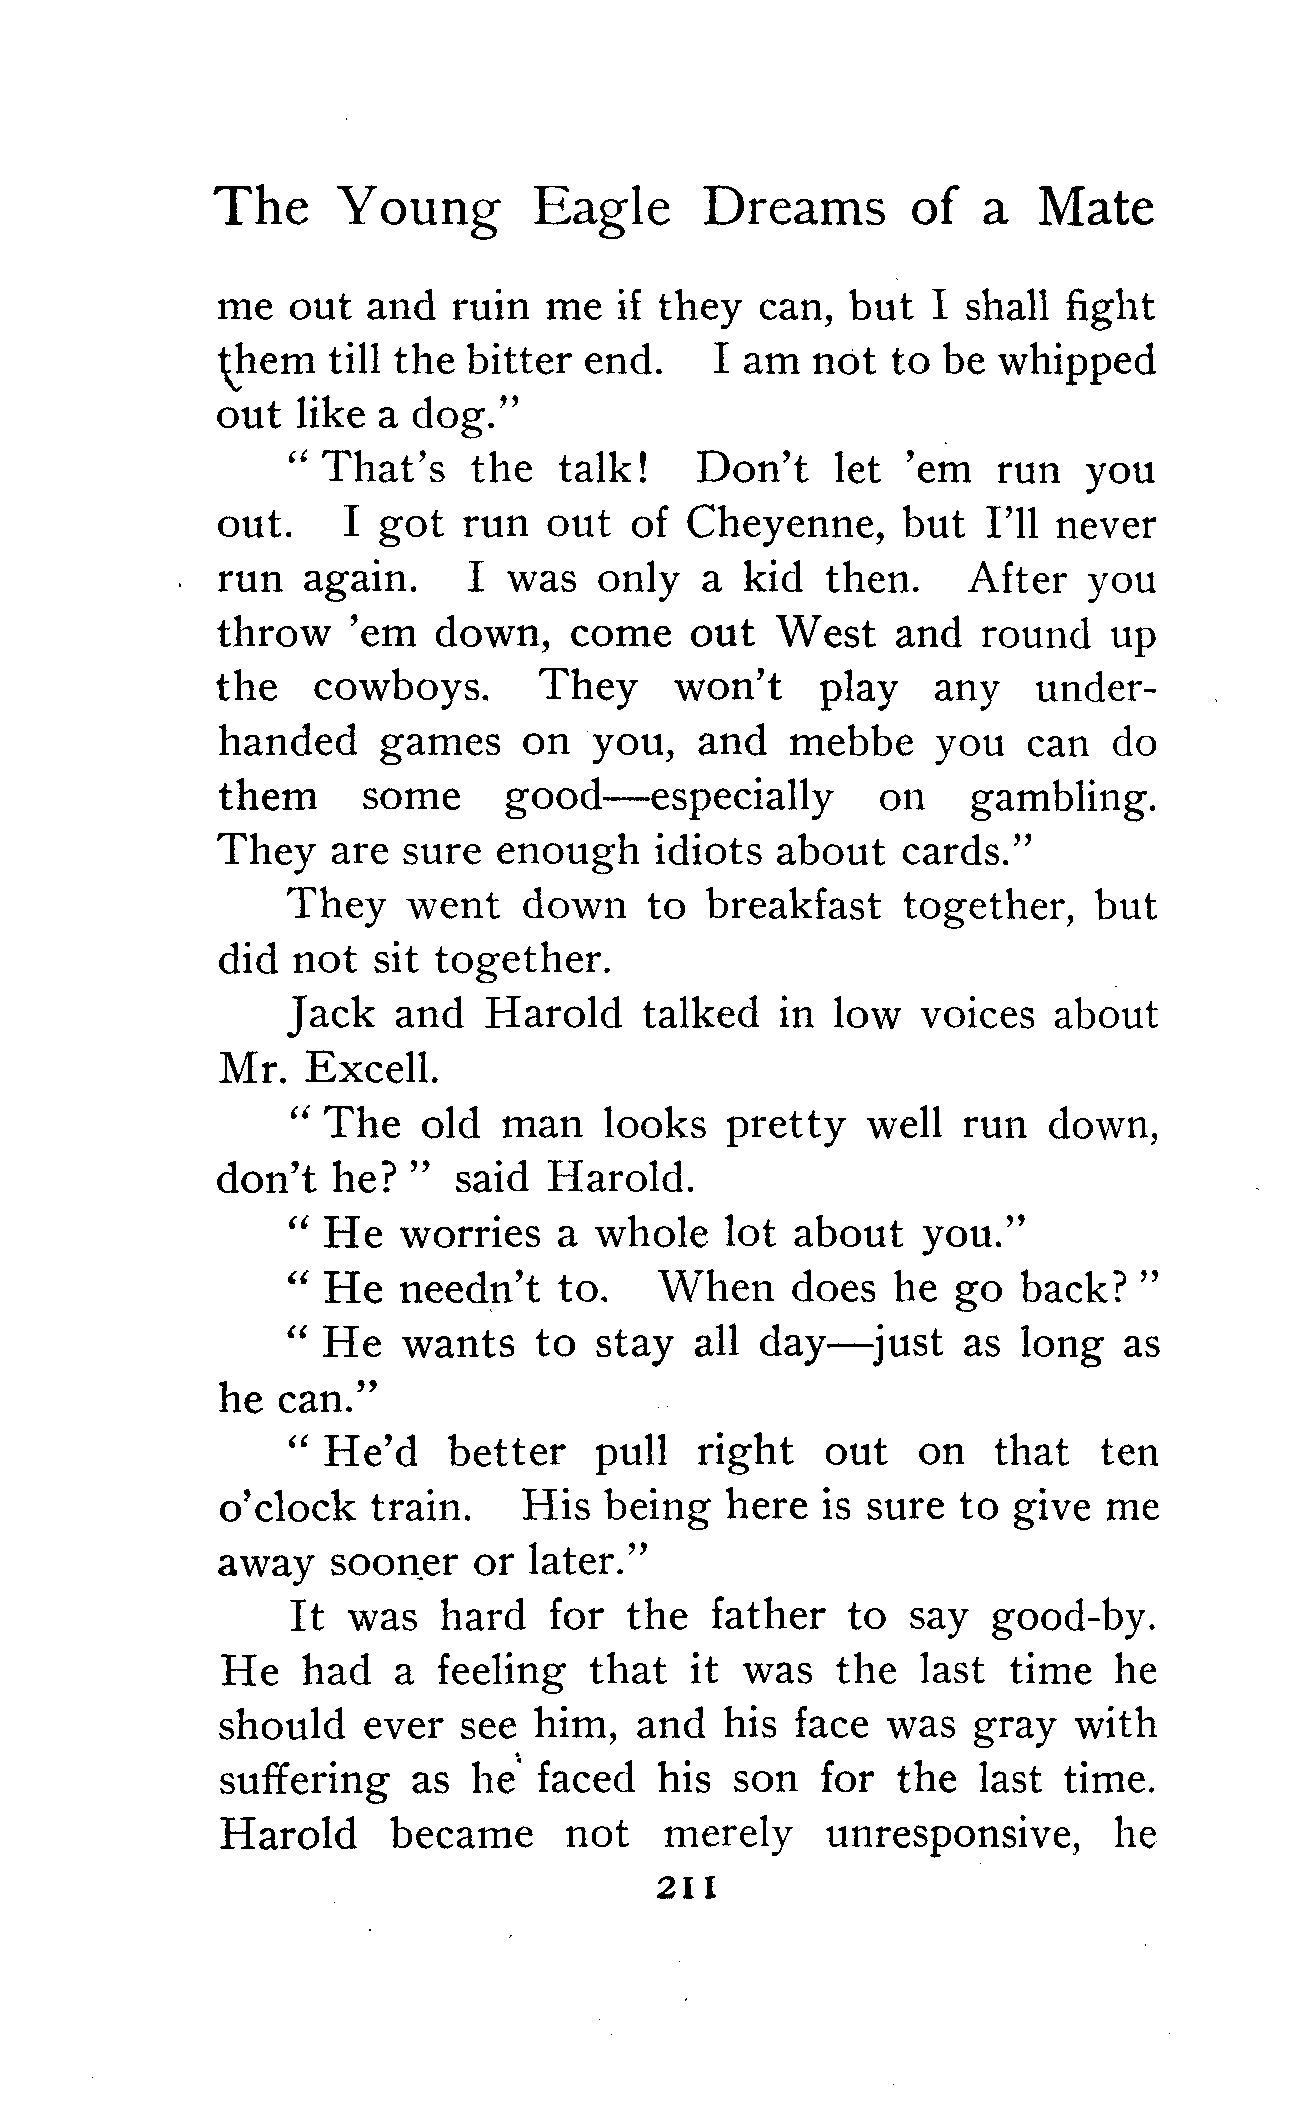 The Young Eagle Dreams of a Mate
me out and ruin me if they can, but I shall fight
them till the bitter end. I am not to be whipped
out like a dog."
"That's the talk! Don't let 'em run you
out. I got run out of Cheyenne, but I'll never
run again. I was only a kid then. After you
throw 'em down, come out West and round up
the cowboys. They won't play any under-
handed games on you, and mebbe you can do
them some good—especially on gambling.
They are sure enough idiots about cards."
They went down to breakfast together, but
did not sit together.
Jack and Harold talked in low voices about
Mr. Excell.
"The old man looks pretty well run down,
don't he?" said Harold.
"He worries a whole lot about you."
"He needn't to. When does he go back?"
"He wants to stay all day—just as long as
he can."
"He'd better pull right out on that ten
o'clock train. His being here is sure to give me
away sooner or later."
It was hard for the father to say good-by.
He had a feeling that it was the last time he
should ever see him, and his face was gray with
suffering as he faced his son for the last time.
Harold became not merely unresponsive, he
211